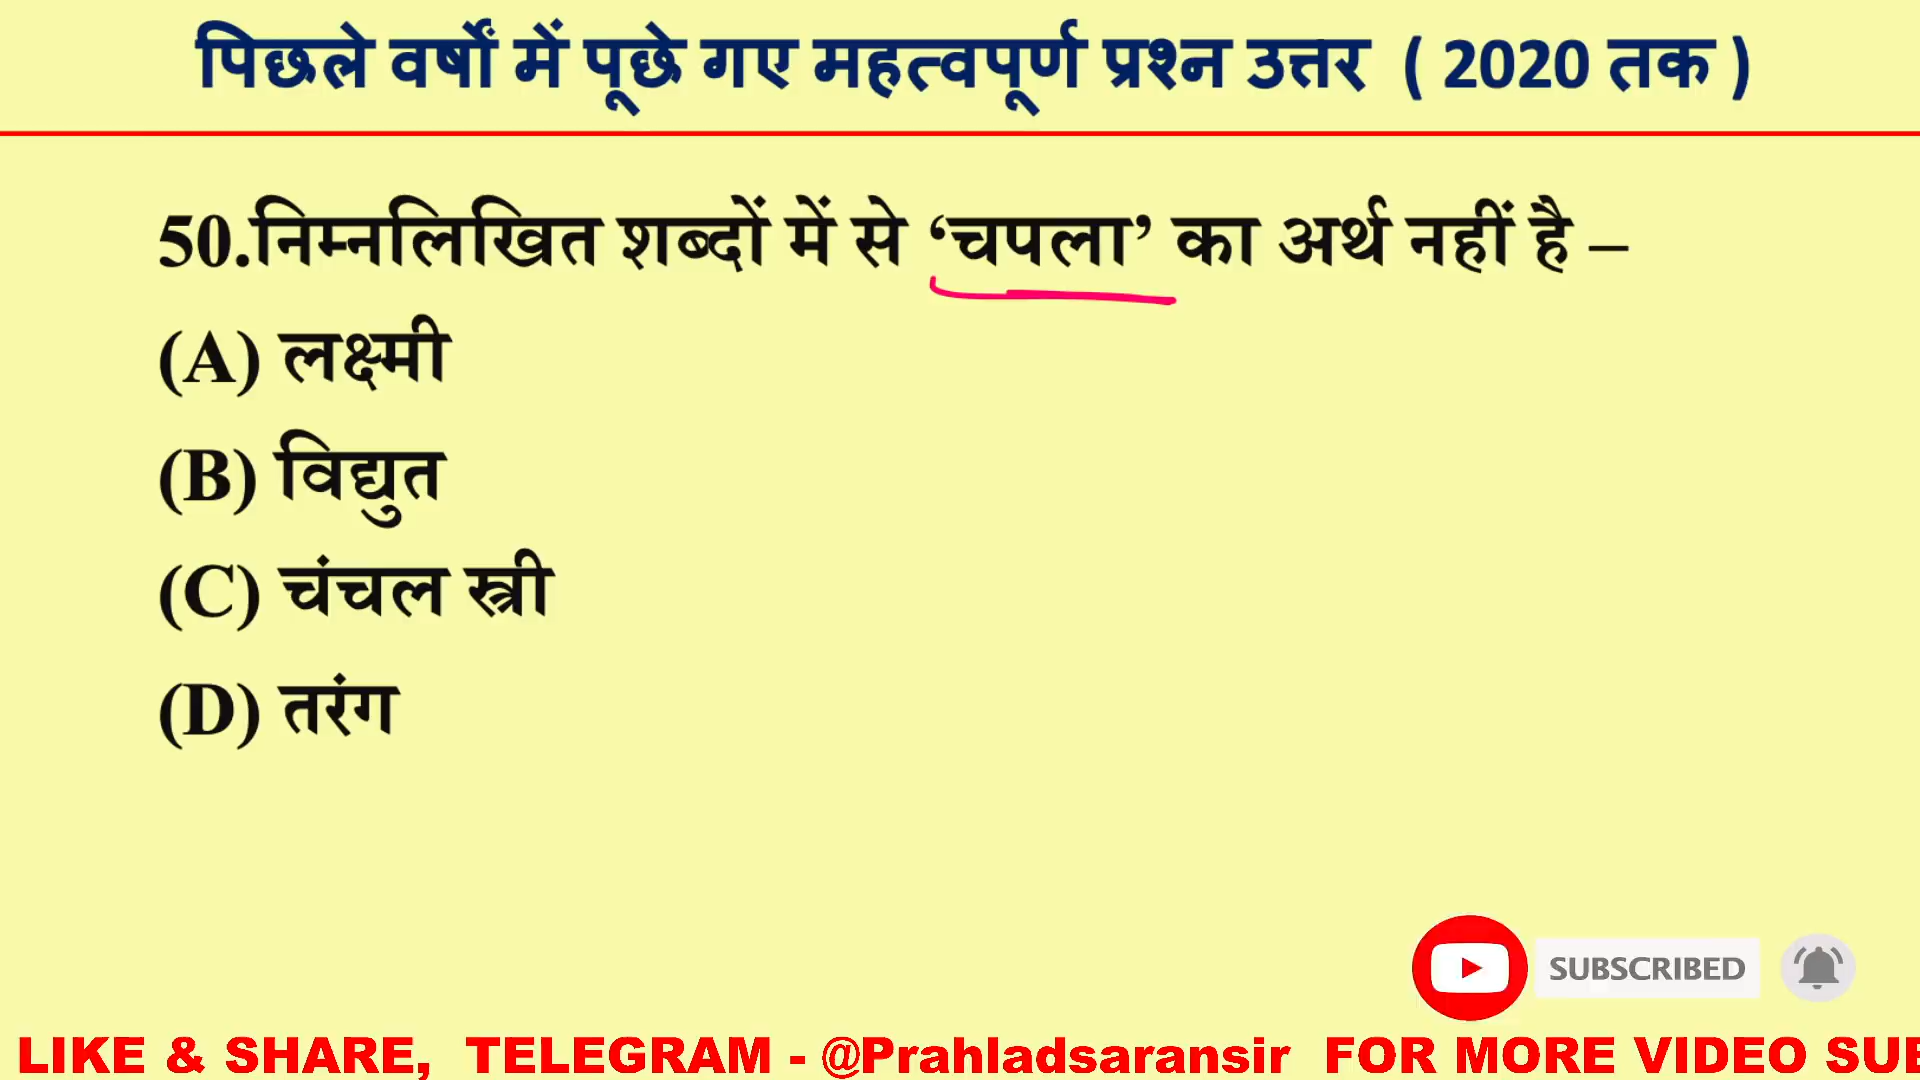 पिछले वर्षों में पूछे गए महत्वपूर्ण प्रश्न उत्तर ( 2020 तक )
50.निम्नलिखित शब्दों में से ‘चपला’ का अर्थ नहीं है –
(A) लक्ष्मी
(B) विद्युत
(C) चंचल स्त्री
(D) तरंग
SUBSCRIBED
LIKE & SHARE, TELEGRAM - @Prahladsaransir FOR MORE VIDEO SUB